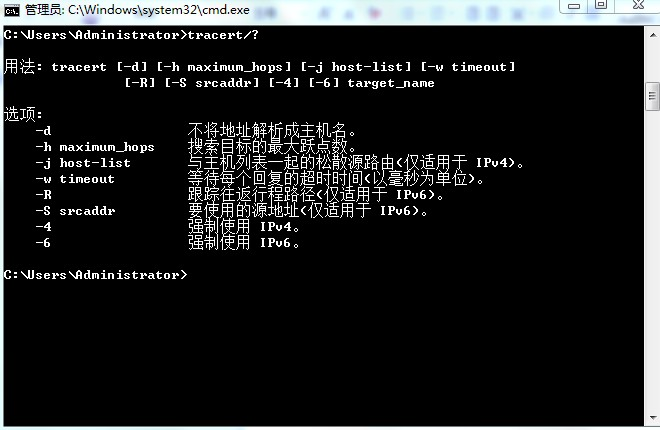 管理员: C:\Windows\system32\cmd.exe
C:\Users\Administrator>tracert/?
用法: tracert [-d] [-h maximum_hops] [-j host-list] [-w timeout]
[-R] [-S srcaddr] [-4] [-6] target_name
选项:
-d 不将地址解析成主机名。
-h maximum_hops 搜索目标的最大跃点数。
-j host-list 与主机列表一起的松散源路由(仅适用于 IPv4)。
-w timeout 等待每个回复的超时时间(以毫秒为单位)。
-R 跟踪往返行程路径(仅适用于 IPv6)。
-S srcaddr 要使用的源地址(仅适用于 IPv6)。
-4 强制使用 IPv4。
-6 强制使用 IPv6。
C:\Users\Administrator>